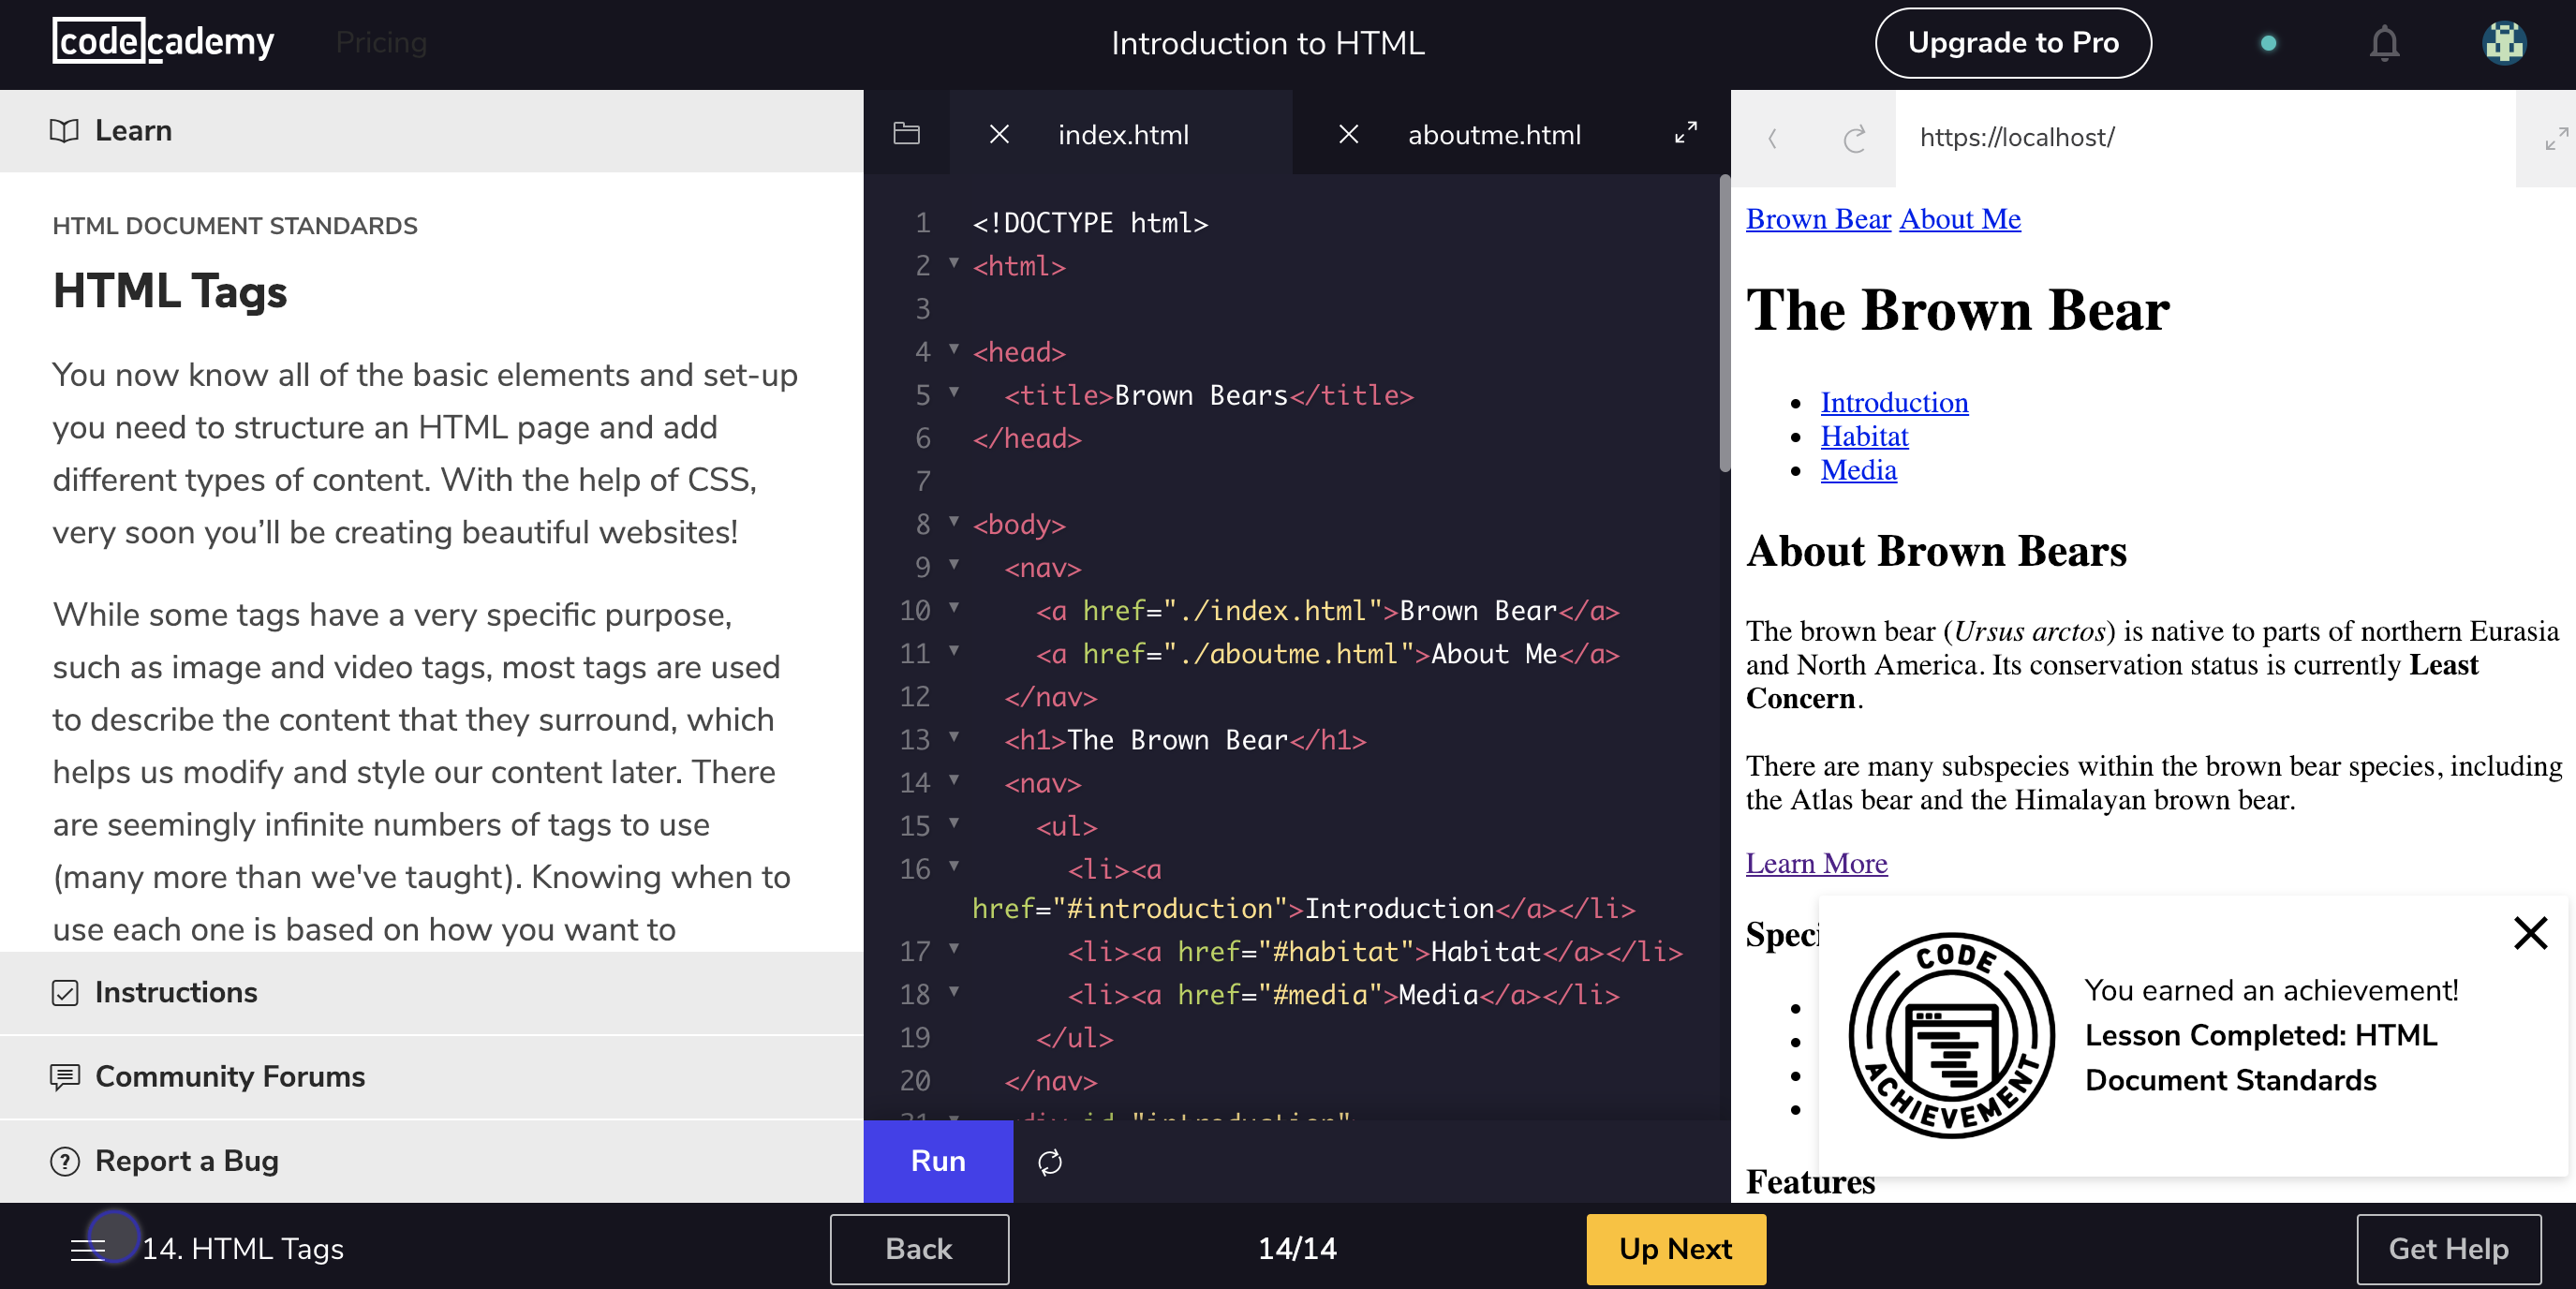 codecademy
Pricing
Introduction to HTML
Upgrade to Pro
Learn
HTML DOCUMENT STANDARDS
HTML Tags
You now know all of the basic elements and set-up
you need to structure an HTML page and add
different types of content. With the help of CSS,
very soon you’ll be creating beautiful websites!
While some tags have a very specific purpose,
such as image and video tags, most tags are used
to describe the content that they surround, which
helps us modify and style our content later. There
are seemingly infinite numbers of tags to use
(many more than we've taught). Knowing when to
use each one is based on how you want to
Instructions
Community Forums
Report a Bug
index.html
aboutme.html
1 <!DOCTYPE html>
2 <html>
3
4 <head>
5 <title>Brown Bears</title>
6 </head>
7
8 <body>
9 <nav>
10 <a href="./index.html">Brown Bear</a>
11 <a href="./aboutme.html">About Me</a>
12 </nav>
13 <h1>The Brown Bear</h1>
14 <nav>
15 <ul>
16 <li><a
href="#introduction">Introduction</a></li>
17 <li><a href="#habitat">Habitat</a></li>
18 <li><a href="#media">Media</a></li>
19 </ul>
20 </nav>
21 <div id="introduction">
Run
https://localhost/
Brown Bear About Me
The Brown Bear
Introduction
Habitat
Media
About Brown Bears
The brown bear (Ursus arctos) is native to parts of northern Eurasia
and North America. Its conservation status is currently Least
Concern.
There are many subspecies within the brown bear species, including
the Atlas bear and the Himalayan brown bear.
Learn More
Speci
Features
CODE
ACHIEVEMENT
You earned an achievement!
Lesson Completed: HTML
Document Standards
14. HTML Tags
Back
14/14
Up Next
Get Help